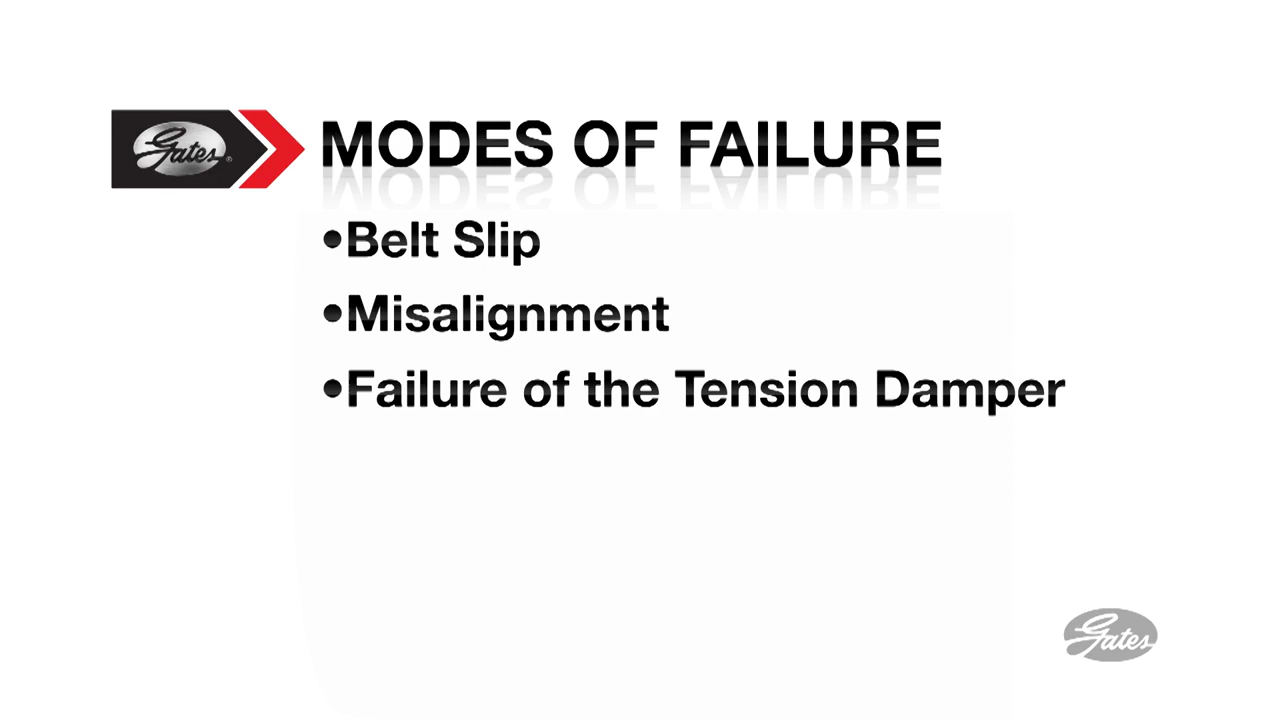 Gates®
MODES OF FAILURE
•Belt Slip
•Misalignment
•Failure of the Tension Damper
Gates